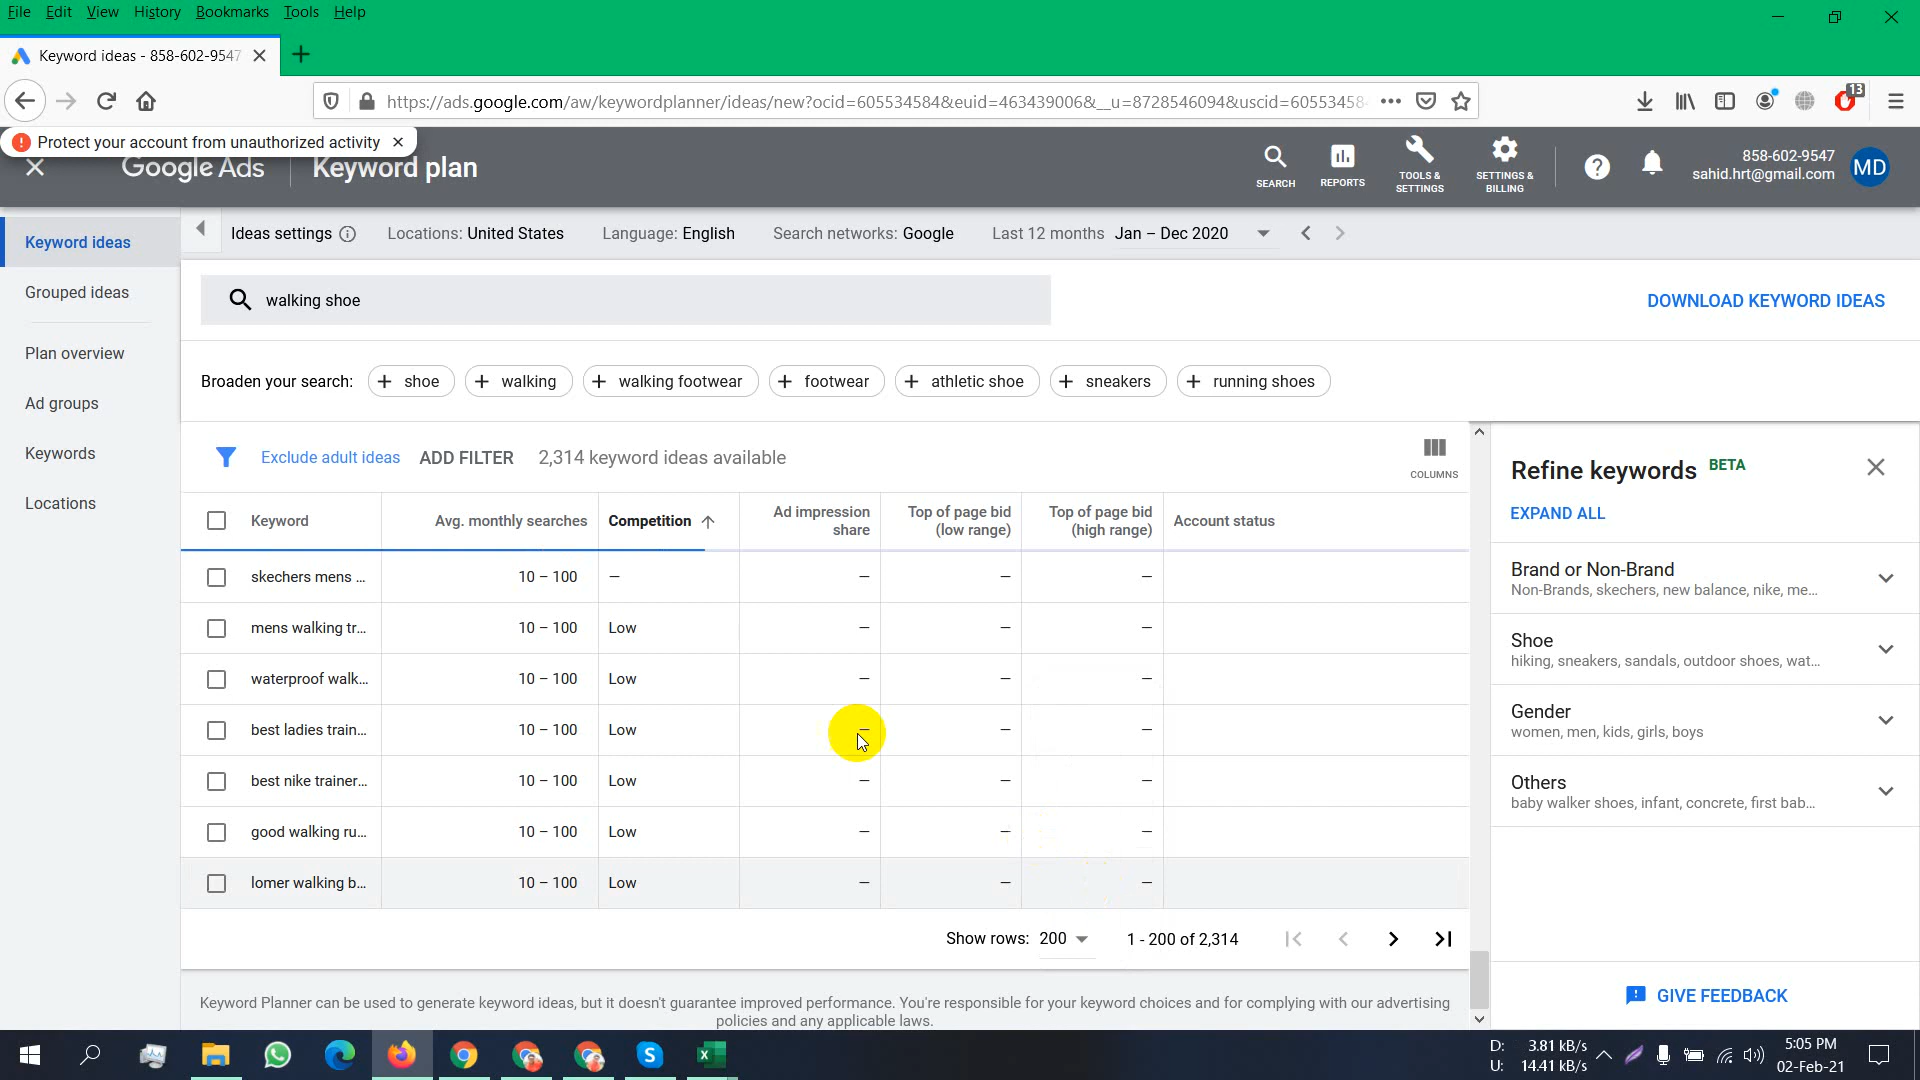 File Edit View History Bookmarks Tools Help
Keyword ideas - 858-602-9547
https://ads.google.com/aw/keywordplanner/ideas/new?ocid=605534584&euid=463439006&__u=8728546094&uscid=60553458
13
Protect your account from unauthorized activity
Google Ads
Keyword plan
SEARCH
REPORTS
TOOLS &
SETTINGS
SETTINGS &
BILLING
858-602-9547
sahid.hrt@gmail.com
MD
Keyword ideas
Grouped ideas
Plan overview
Ad groups
Keywords
Locations
Ideas settings Locations: United States Language: English Search networks: Google Last 12 months Jan – Dec 2020
walking shoe
DOWNLOAD KEYWORD IDEAS
Broaden your search: + shoe + walking + walking footwear + footwear + athletic shoe + sneakers + running shoes
Exclude adult ideas ADD FILTER 2,314 keyword ideas available
COLUMNS
Keyword Avg. monthly searches Competition Ad impression share Top of page bid (low range) Top of page bid (high range) Account status
skechers mens ... 10 – 100 – – – –
mens walking tr... 10 – 100 Low – – –
waterproof walk... 10 – 100 Low – – –
best ladies train... 10 – 100 Low – – –
best nike trainer... 10 – 100 Low – – –
good walking ru... 10 – 100 Low – – –
lomer walking b... 10 – 100 Low – – –
Show rows: 200 1 - 200 of 2,314
Keyword Planner can be used to generate keyword ideas, but it doesn't guarantee improved performance. You're responsible for your keyword choices and for complying with our advertising
policies and any applicable laws.
Refine keywords BETA
EXPAND ALL
Brand or Non-Brand
Non-Brands, skechers, new balance, nike, me...
Shoe
hiking, sneakers, sandals, outdoor shoes, wat...
Gender
women, men, kids, girls, boys
Others
baby walker shoes, infant, concrete, first bab...
GIVE FEEDBACK
D: 3.81 kB/s
U: 14.41 kB/s
5:05 PM
02-Feb-21